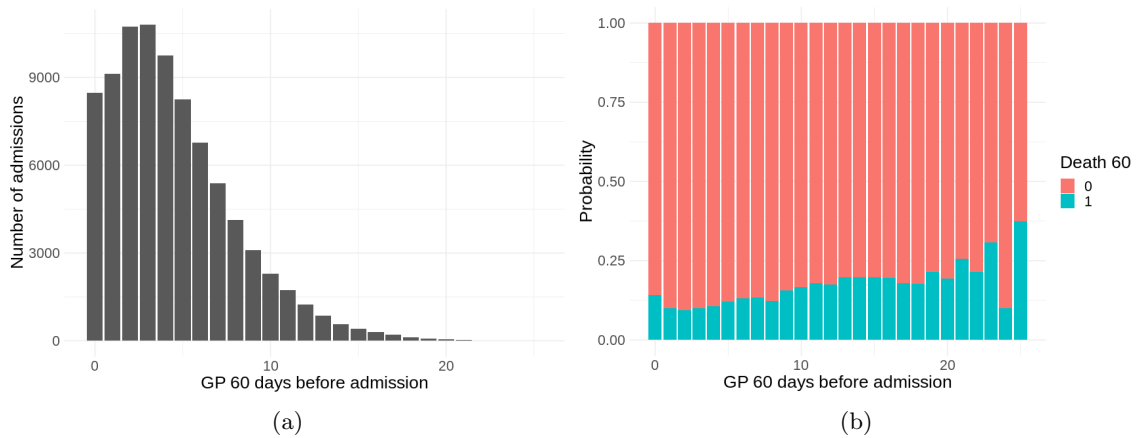 9000
6000
3000
0
Number of admissions
0
10
20
GP 60 days before admission
(a)
1.00
0.75
0.50
0.25
0.00
Probability
0
10
20
GP 60 days before admission
(b)
Death 60
0
1